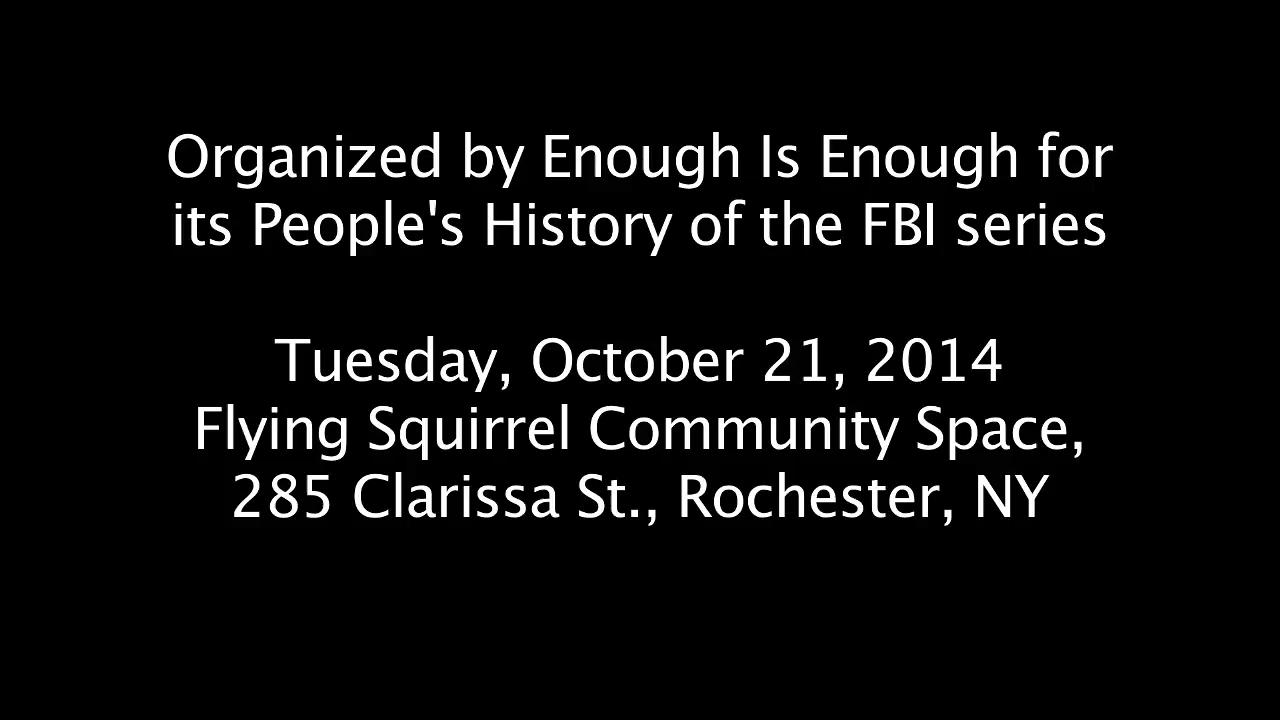 Organized by Enough Is Enough for
its People's History of the FBI series
Tuesday, October 21, 2014
Flying Squirrel Community Space,
285 Clarissa St., Rochester, NY